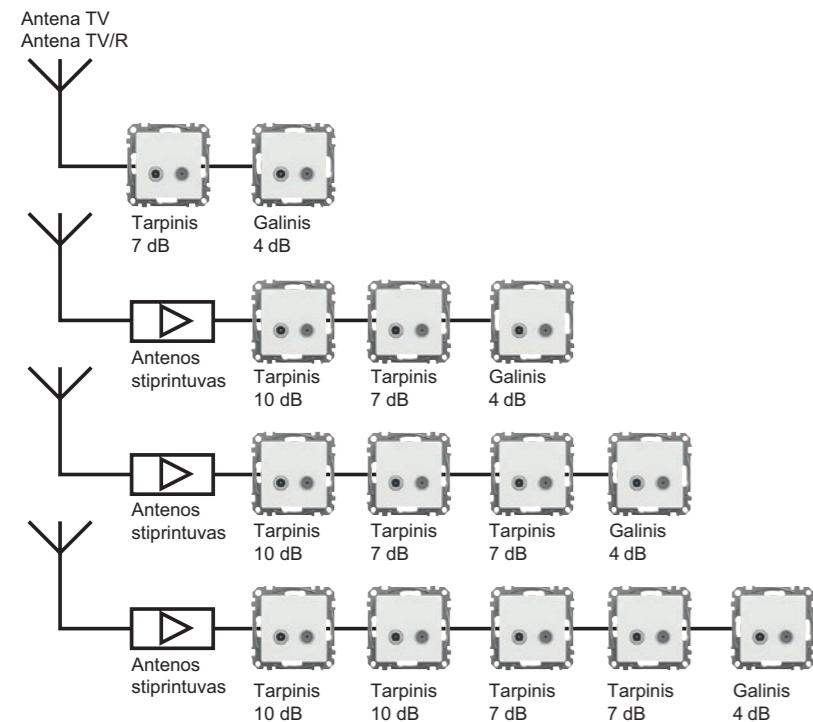 Antena TV
Antena TV/R
Tarpinis
7 dB
Galinis
4 dB
Antenos
stiprintuvas
Tarpinis
10 dB
Tarpinis
7 dB
Galinis
4 dB
Antenos
stiprintuvas
Tarpinis
10 dB
Tarpinis
7 dB
Tarpinis
7 dB
Galinis
4 dB
Antenos
stiprintuvas
Tarpinis
10 dB
Tarpinis
10 dB
Tarpinis
7 dB
Tarpinis
7 dB
Galinis
4 dB